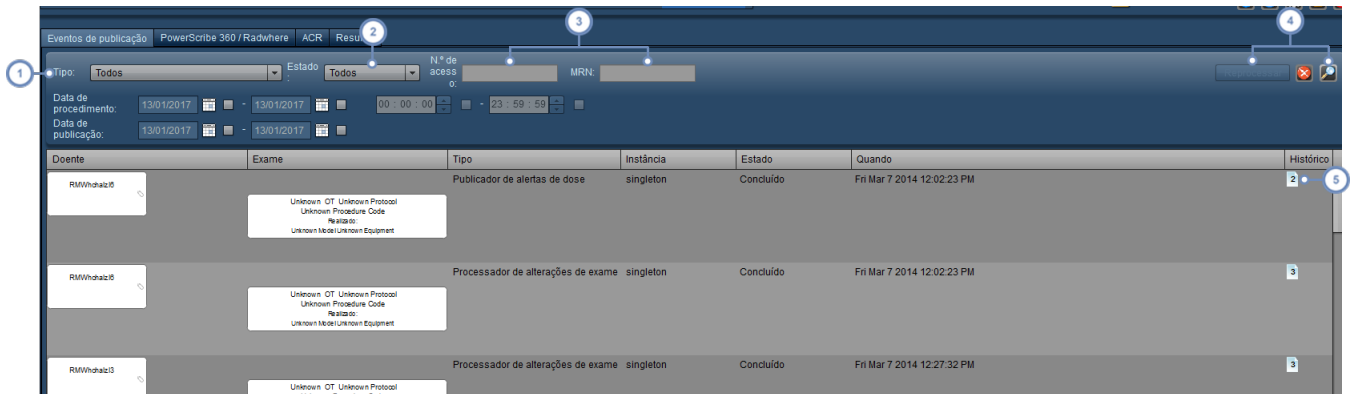 Eventos de publicação PowerScribe 360 / Radwhere ACR
2 3 4
1 Tipo: Todos Estado : Todos N.º de acess o: MRN:
Data de procedimento: 13/01/2017 - 13/01/2017 00 : 00 : 00 - 23 : 59 : 59
Data de publicação: 13/01/2017 - 13/01/2017
Doente Exame Tipo Instância Estado Quando Histórico
RMWhchalzl6 Publicador de alertas de dose singleton Concluído Fri Mar 7 2014 12:02:23 PM 2 5
Unknown OT Unknown Protocol
Unknown Procedure Code
Realizado:
Unknown Model Unknown Equipment
RMWhchalzl6 Processador de alterações de exame singleton Concluído Fri Mar 7 2014 12:02:23 PM 3
Unknown OT Unknown Protocol
Unknown Procedure Code
Realizado:
Unknown Model Unknown Equipment
RMWhchalzl3 Processador de alterações de exame singleton Concluído Fri Mar 7 2014 12:27:32 PM 3
Unknown OT Unknown Protocol